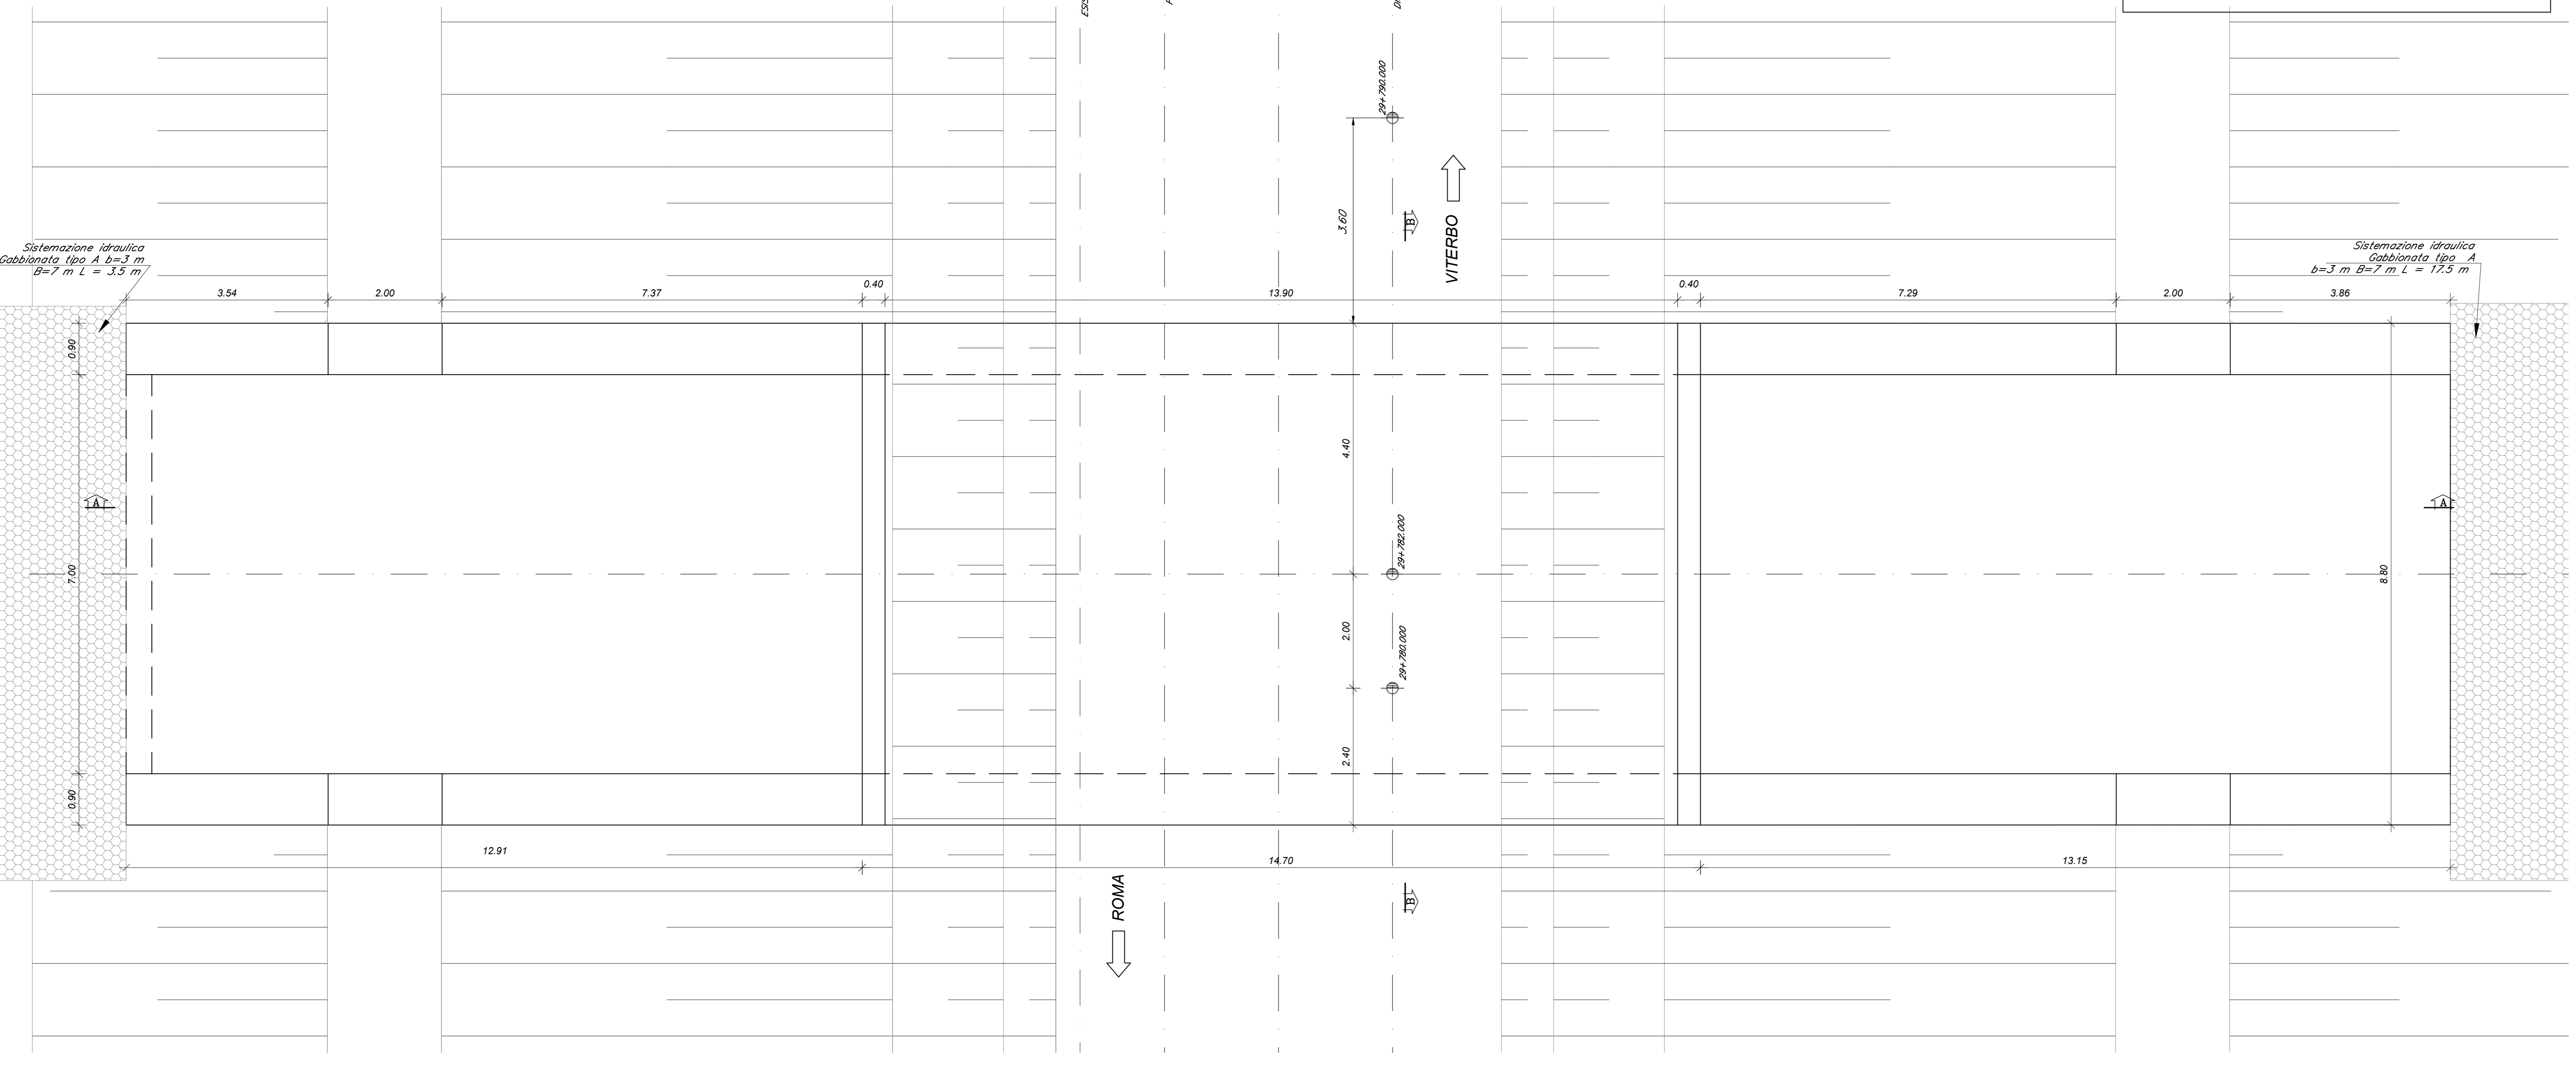 29+790.000
3.60
B
VITERBO
Sistemazione idraulica
Gabbionata tipo A b=3 m
B=7 m L = 3.5 m
Sistemazione idraulica
Gabbionata tipo A
b=3 m B=7 m L = 17.5 m
3.54
2.00
7.37
0.40
13.90
0.40
7.29
2.00
3.86
0.90
4.40
A
A
29+782.000
7.00
8.80
2.00
29+780.000
2.40
0.90
12.91
14.70
13.15
ROMA
B